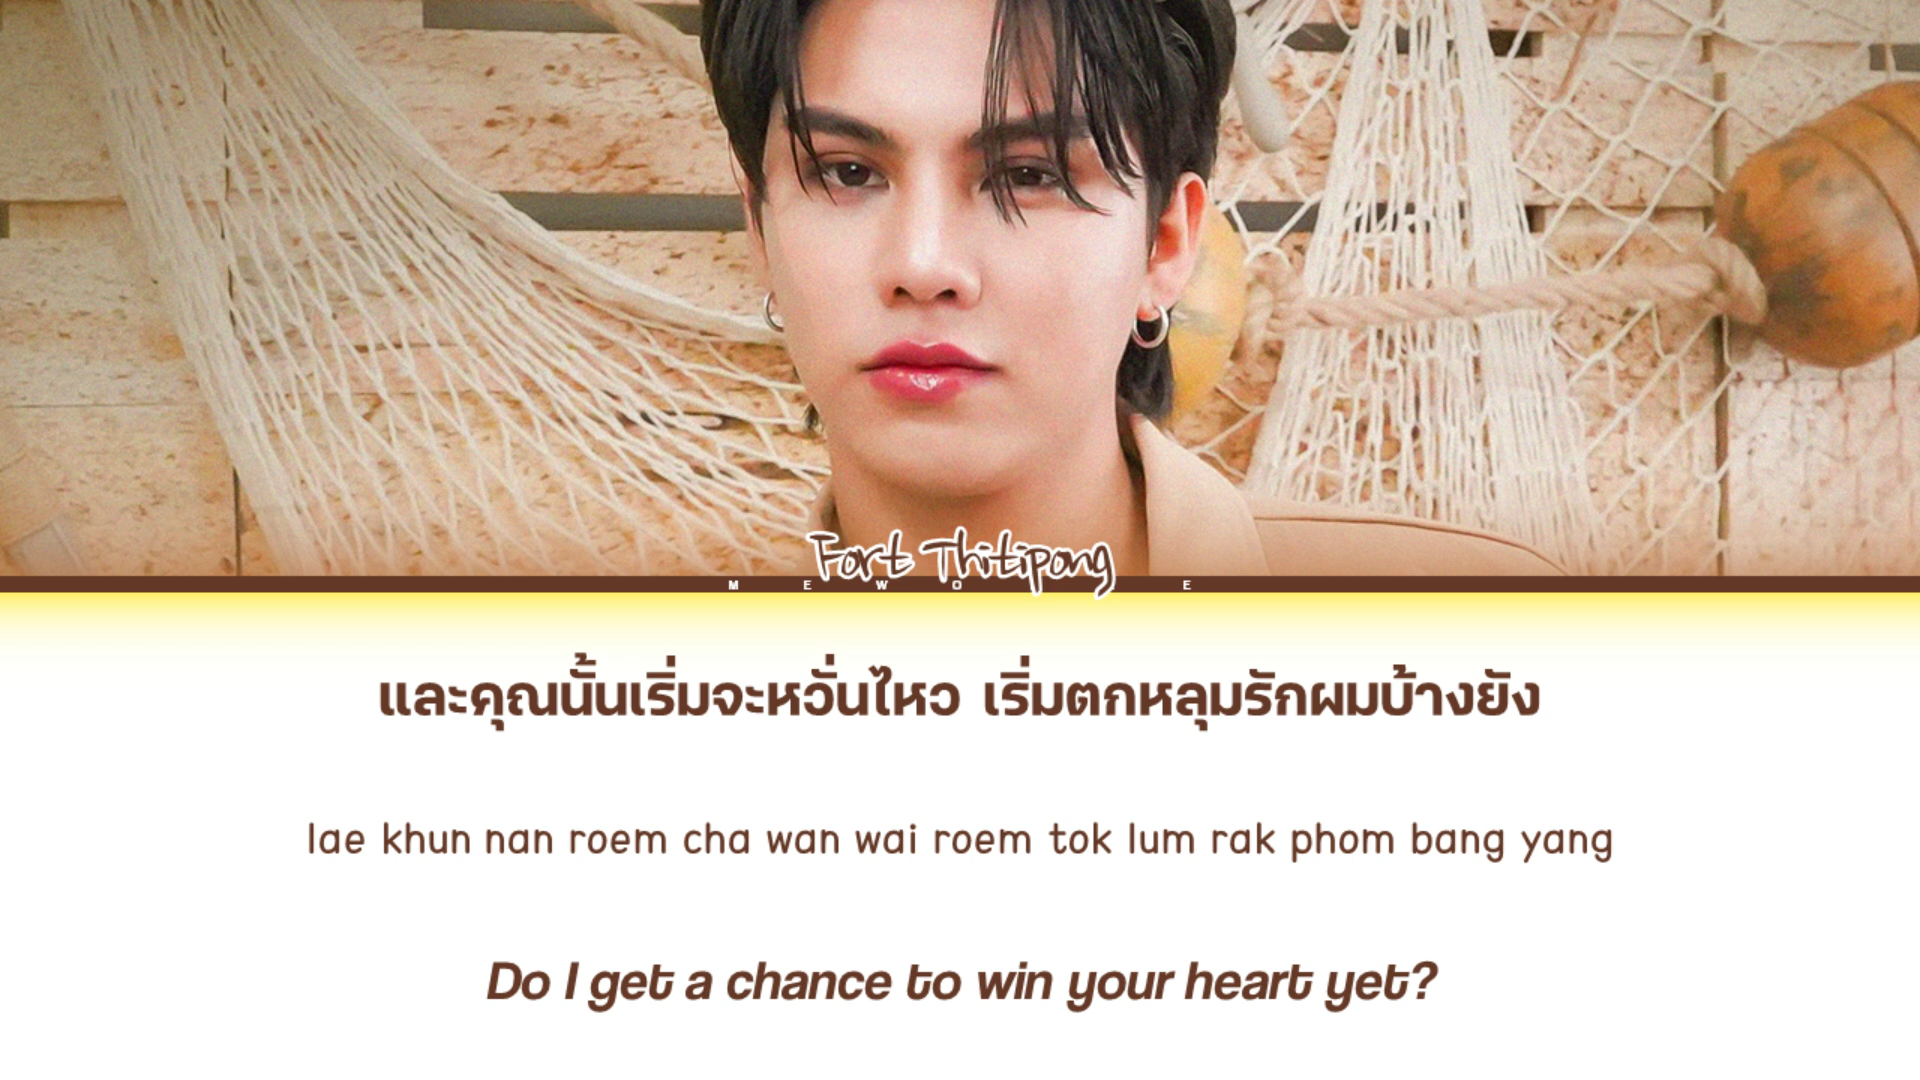 Fort Thitipong
M E W O E
และคุณนั้นเริ่มจะหวั่นไหว เริ่มตกหลุมรักผมบ้างยัง
lae khun nan roem cha wan wai roem tok lum rak phom bang yang
Do I get a chance to win your heart yet?